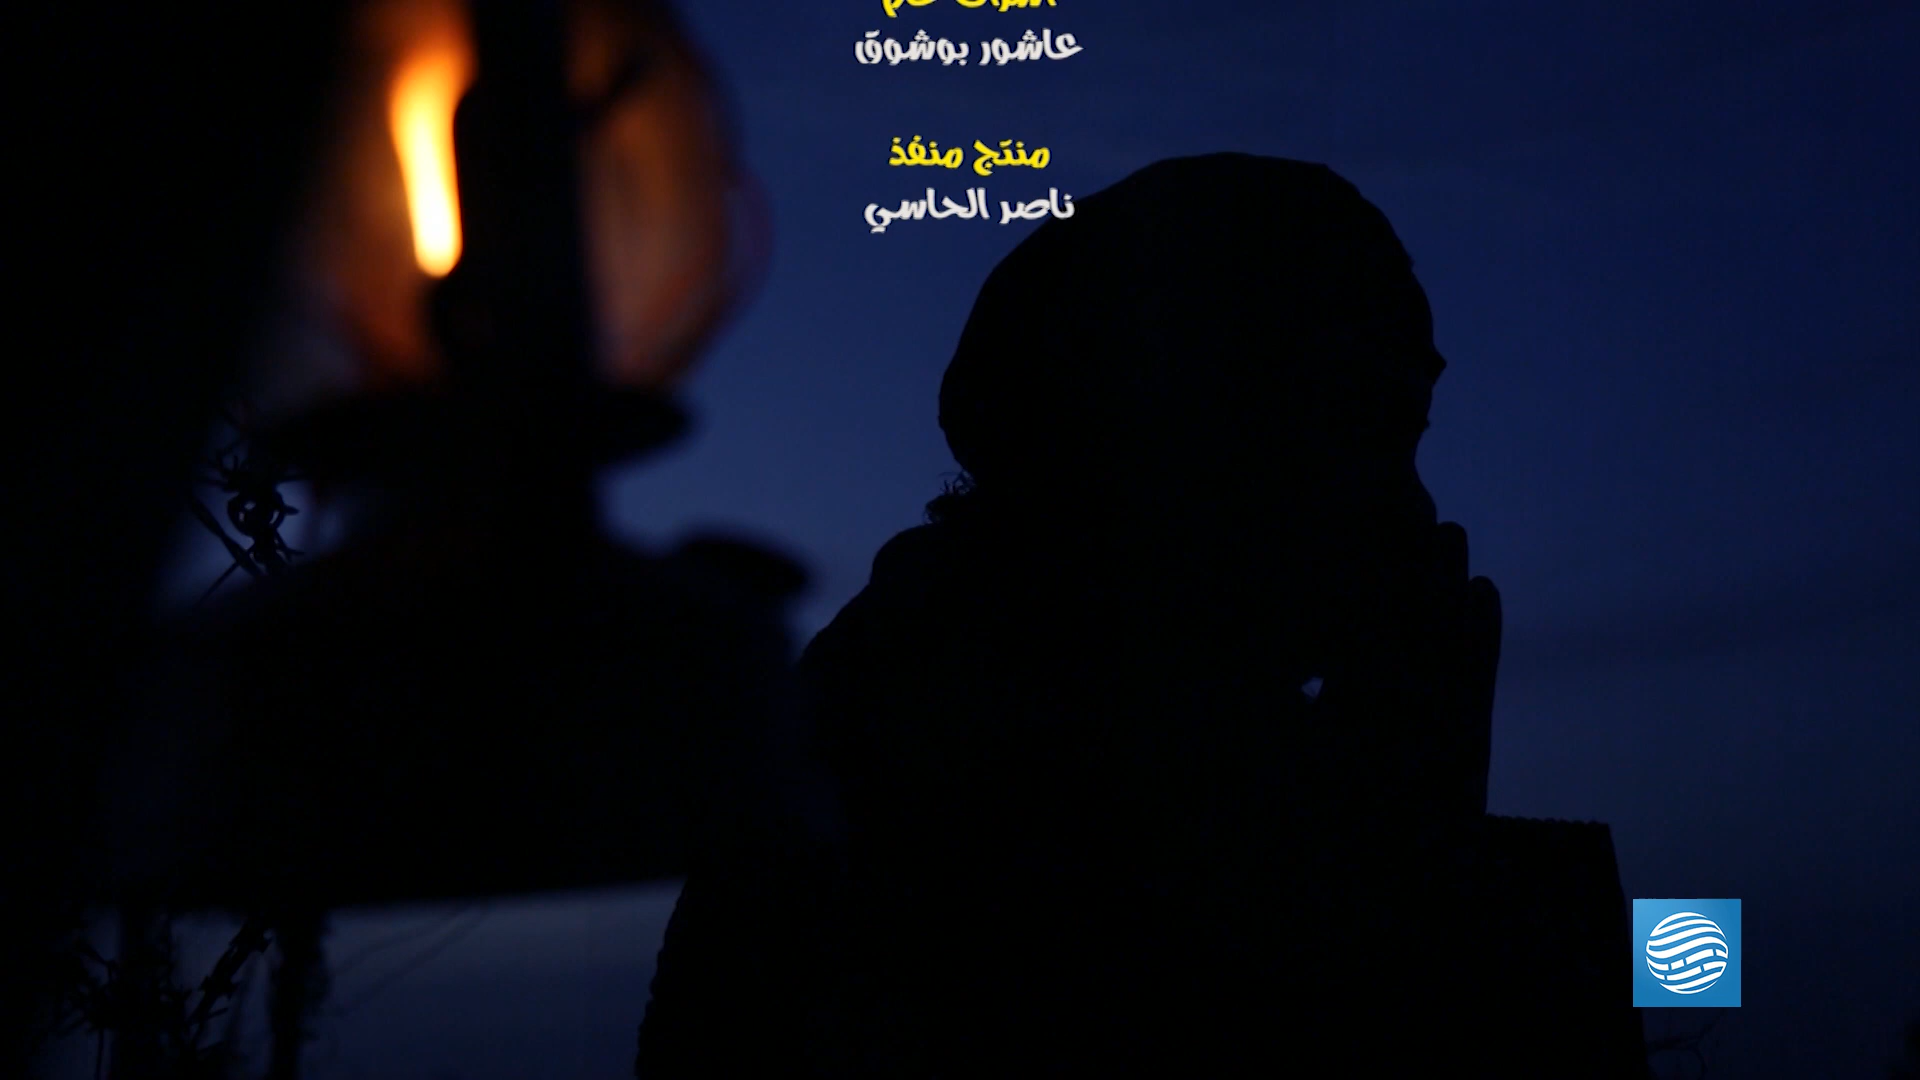 عاشور بوشوق
منتج منفذ
ناصر الحاسي